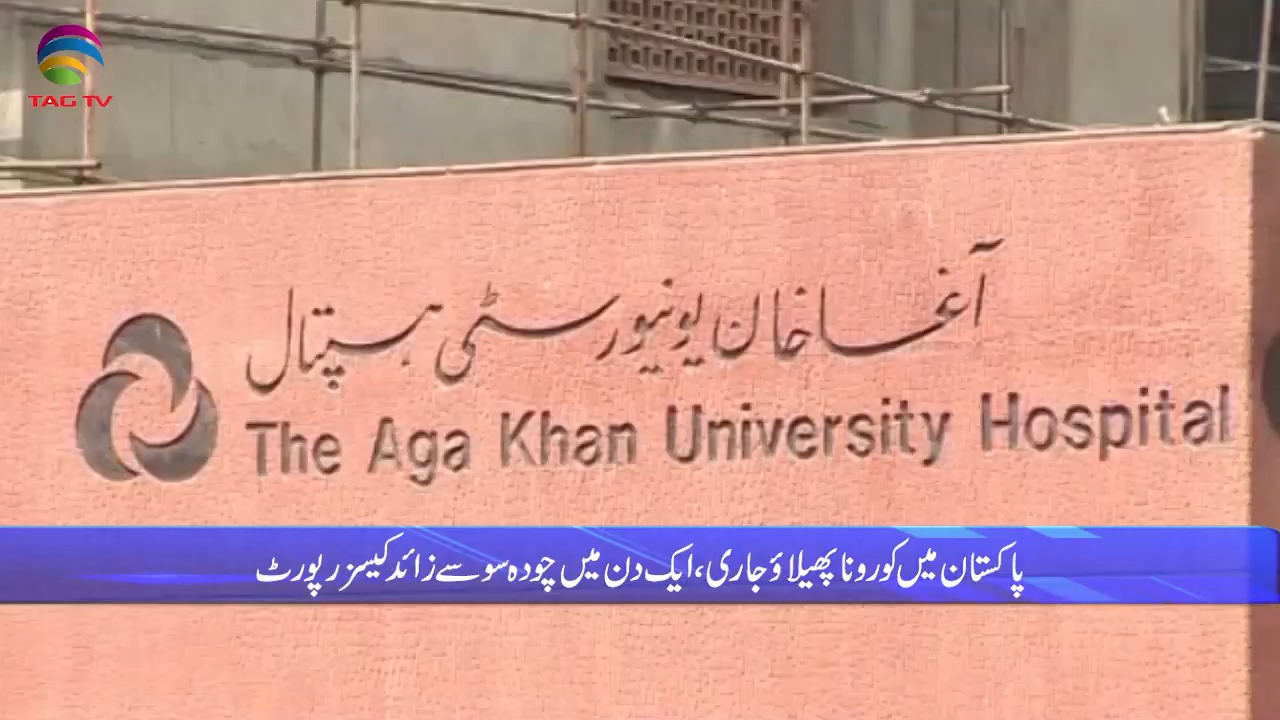 TAG TV
آغا خان یونیورسٹی ہسپتال
The Aga Khan University Hospital
پاکستان میں کورونا پھیلاؤ جاری، ایک دن میں چودہ سو سے زائد کیسز رپورٹ